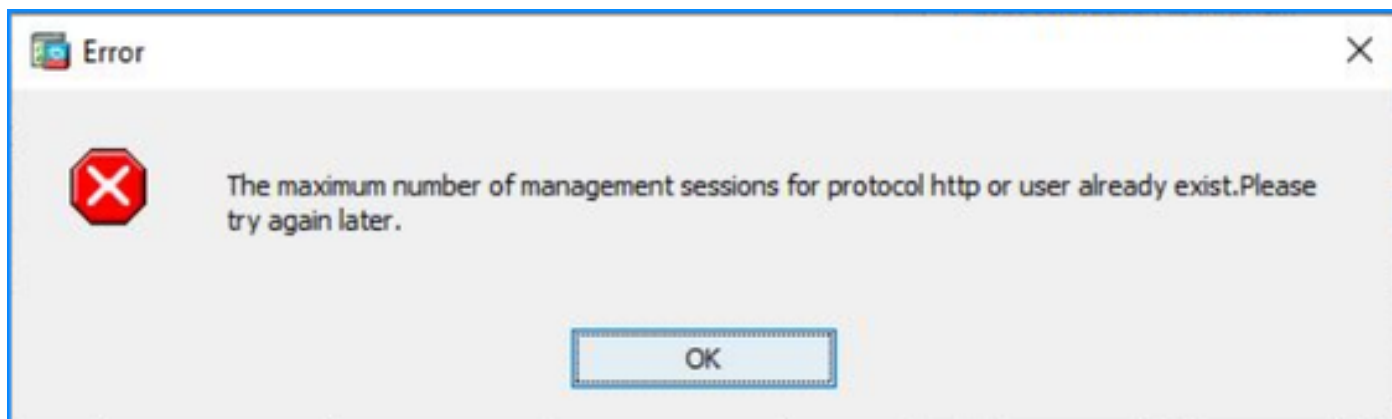 Error
The maximum number of management sessions for protocol http or user already exist.Please
try again later.
OK